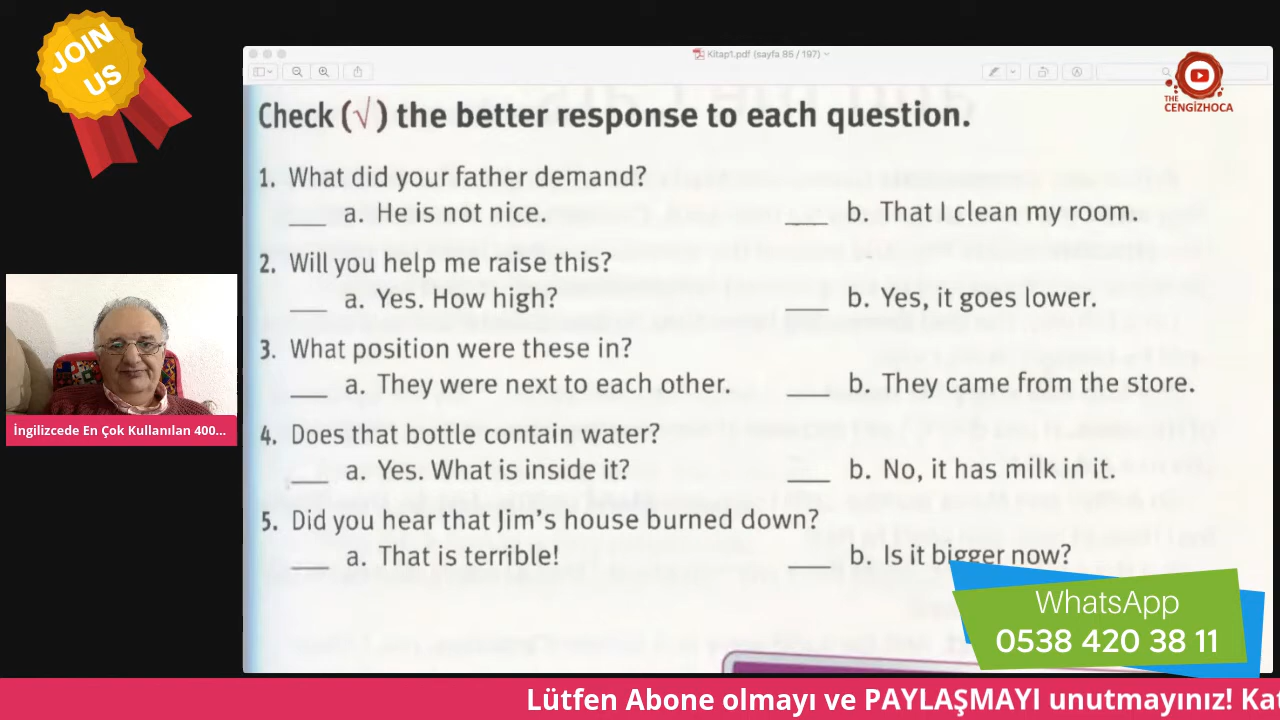 JOIN
US
Kitap1.pdf (sayfa 86 / 197)
THE
CENGİZHOCA
Check (√) the better response to each question.
1. What did your father demand?
___ a. He is not nice. ___ b. That I clean my room.
2. Will you help me raise this?
___ a. Yes. How high? ___ b. Yes, it goes lower.
3. What position were these in?
___ a. They were next to each other. ___ b. They came from the store.
4. Does that bottle contain water?
___ a. Yes. What is inside it? ___ b. No, it has milk in it.
5. Did you hear that Jim's house burned down?
___ a. That is terrible! ___ b. Is it bigger now?
İngilizcede En Çok Kullanılan 400...
WhatsApp
0538 420 38 11
Lütfen Abone olmayı ve PAYLAŞMAYI unutmayınız! Kat